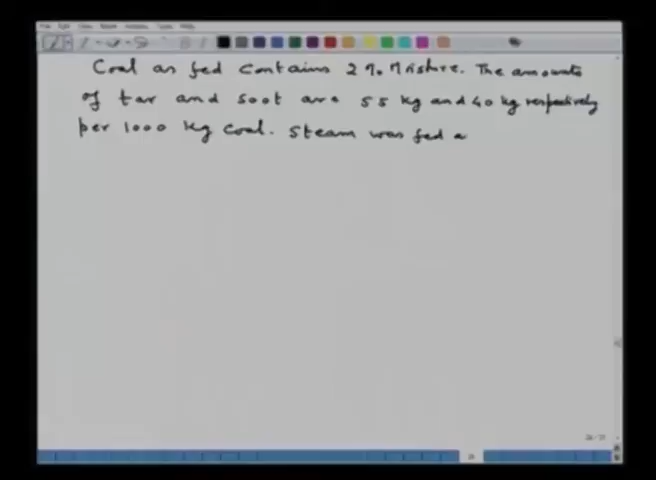 Coal as fed contains 2 % Moisture. The amounts
of tar and soot are 55 kg and 40 kg respectively
per 1000 kg coal. Steam was fed a